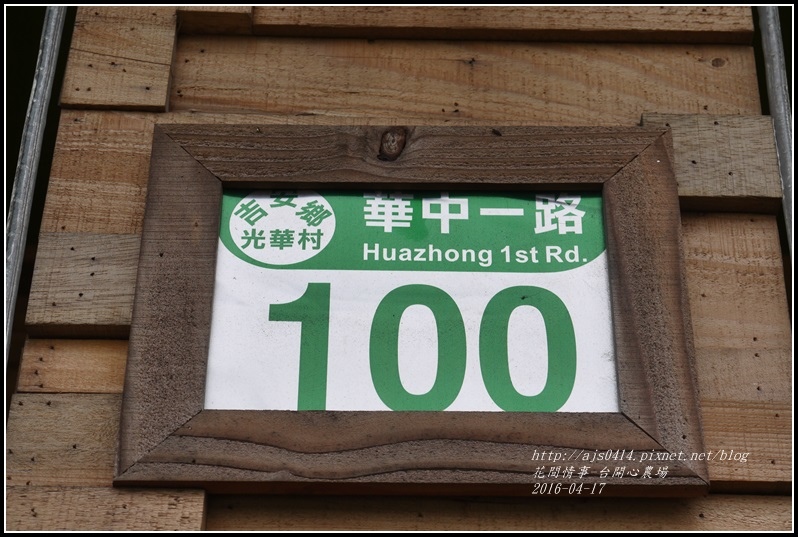 吉安鄉
光華村
華中一路
Huazhong 1st Rd.
100
http://ajs0414.pixnet.net/blog
花間情事-台開心農場
2016-04-17